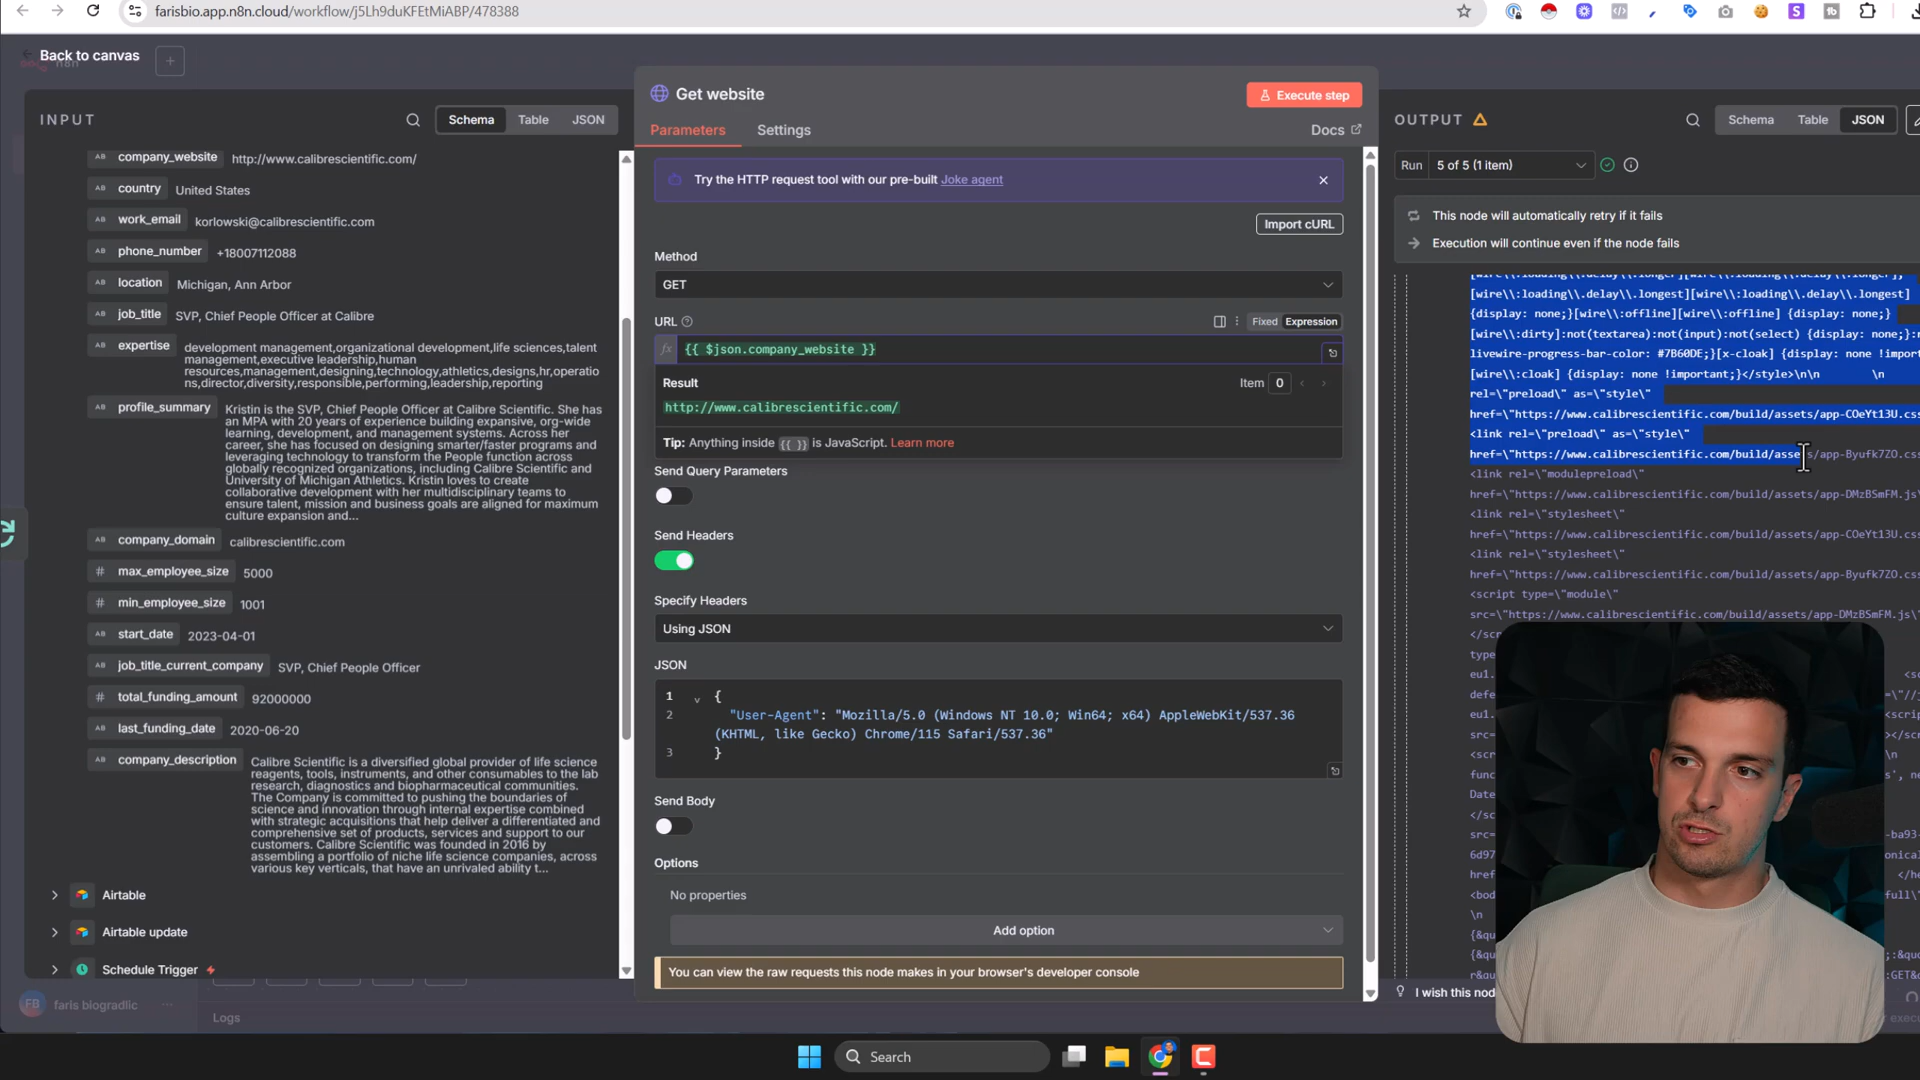 farisbio.app.n8n.cloud/workflow/j5Lh9duKFEtMiABP/478388
Back to canvas
n8n
INPUT
Schema
Table
JSON
company_website http://www.calibrescientific.com/
country United States
work_email korlowski@calibrescientific.com
phone_number +18007112088
location Michigan, Ann Arbor
job_title SVP, Chief People Officer at Calibre
expertise development management,organizational development,life sciences,talent
management,executive leadership,human
resources,management,designing,technology,athletics,designs,hr,operatio
ns,director,diversity,responsible,performing,leadership,reporting
profile_summary Kristin is the SVP, Chief People Officer at Calibre Scientific. She has
an MPA with 20 years of experience building expansive, org-wide
learning, development, and management systems. Across her
career, she has focused on designing smarter/faster programs and
leveraging technology to transform the People function across
globally recognized organizations, including Calibre Scientific and
University of Michigan Athletics. Kristin loves to create
collaborative development with her multidisciplinary teams to
ensure talent, mission and business goals are aligned for maximum
culture expansion and...
company_domain calibrescientific.com
max_employee_size 5000
min_employee_size 1001
start_date 2023-04-01
job_title_current_company SVP, Chief People Officer
total_funding_amount 92000000
last_funding_date 2020-06-20
company_description Calibre Scientific is a diversified global provider of life science
reagents, tools, instruments, and other consumables to the lab
research, diagnostics and biopharmaceutical communities.
The Company is committed to pushing the boundaries of
science and innovation through internal expertise combined
with strategic acquisitions that help deliver a differentiated and
comprehensive set of products, services and support to our
customers. Calibre Scientific was founded in 2016 by
assembling a portfolio of niche life science companies, across
various key verticals, that have an unrivaled ability t...
Airtable
Airtable update
Schedule Trigger
FB faris biogradlic
Logs
Get website
Execute step
Parameters
Settings
Docs
Try the HTTP request tool with our pre-built Joke agent
Import cURL
Method
GET
URL
Fixed Expression
fx {{ $json.company_website }}
Result
Item 0
http://www.calibrescientific.com/
Tip: Anything inside {{ }} is JavaScript. Learn more
Send Query Parameters
Send Headers
Specify Headers
Using JSON
JSON
1 {
2 "User-Agent": "Mozilla/5.0 (Windows NT 10.0; Win64; x64) AppleWebKit/537.36
(KHTML, like Gecko) Chrome/115 Safari/537.36"
3 }
Send Body
Options
No properties
Add option
You can view the raw requests this node makes in your browser's developer console
OUTPUT
Schema
Table
JSON
Run 5 of 5 (1 item)
This node will automatically retry if it fails
Execution will continue even if the node fails
[wire\\:loading\\.delay\\.longest][wire\\:loading\\.delay\\.longest]
{display: none;}[wire\\:offline][wire\\:offline] {display: none;}
[wire\\:dirty]:not(textarea):not(input):not(select) {display: none;}:r
livewire-progress-bar-color: #7B60DE;}[x-cloak] {display: none !impor
[wire\\:cloak] {display: none !important;}</style>\n\n \n
rel=\"preload\" as=\"style\"
href=\"https://www.calibrescientific.com/build/assets/app-COeYt13U.css
<link rel=\"preload\" as=\"style\"
href=\"https://www.calibrescientific.com/build/assets/app-Byufk7ZO.css
<link rel=\"modulepreload\"
href=\"https://www.calibrescientific.com/build/assets/app-DMzBSmFM.js\
<link rel=\"stylesheet\"
href=\"https://www.calibrescientific.com/build/assets/app-COeYt13U.css
<link rel=\"stylesheet\"
href=\"https://www.calibrescientific.com/build/assets/app-Byufk7ZO.css
<script type=\"module\"
src=\"https://www.calibrescientific.com/build/assets/app-DMzBSmFM.js\"
I wish this nod
Search